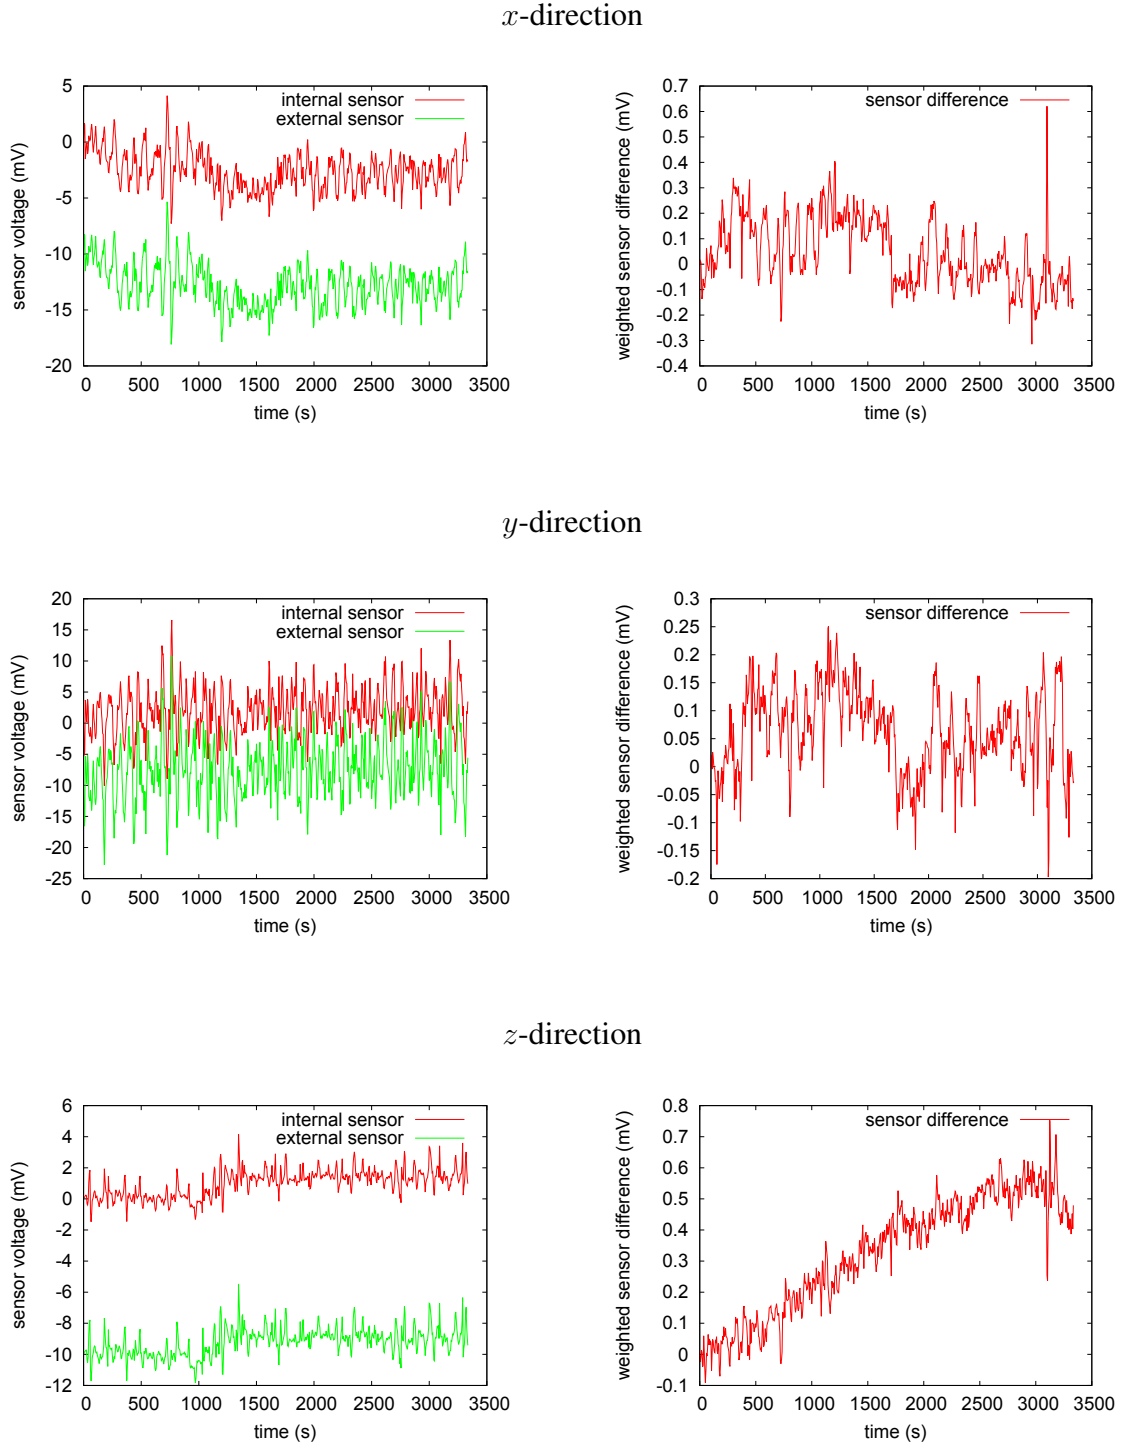 x-direction
5
0
-5
-10
-15
-20
0 500 1000 1500 2000 2500 3000 3500
sensor voltage (mV)
time (s)
internal sensor
external sensor
0.7
0.6
0.5
0.4
0.3
0.2
0.1
0
-0.1
-0.2
-0.3
-0.4
0 500 1000 1500 2000 2500 3000 3500
weighted sensor difference (mV)
time (s)
sensor difference
y-direction
20
15
10
5
0
-5
-10
-15
-20
-25
0 500 1000 1500 2000 2500 3000 3500
sensor voltage (mV)
time (s)
internal sensor
external sensor
0.3
0.25
0.2
0.15
0.1
0.05
0
-0.05
-0.1
-0.15
-0.2
0 500 1000 1500 2000 2500 3000 3500
weighted sensor difference (mV)
time (s)
sensor difference
z-direction
6
4
2
0
-2
-4
-6
-8
-10
-12
0 500 1000 1500 2000 2500 3000 3500
sensor voltage (mV)
time (s)
internal sensor
external sensor
0.8
0.7
0.6
0.5
0.4
0.3
0.2
0.1
0
-0.1
0 500 1000 1500 2000 2500 3000 3500
weighted sensor difference (mV)
time (s)
sensor difference